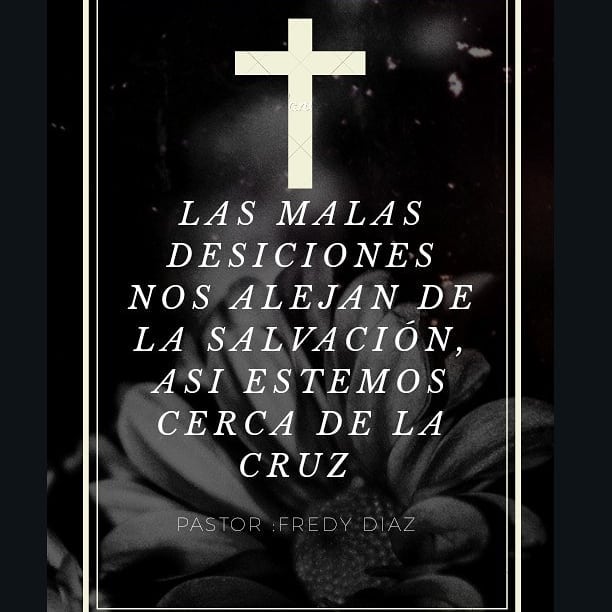 LAS MALAS
DESICIONES
NOS ALEJAN DE
LA SALVACIÓN,
ASI ESTEMOS
CERCA DE LA
CRUZ
PASTOR :FREDY DIAZ